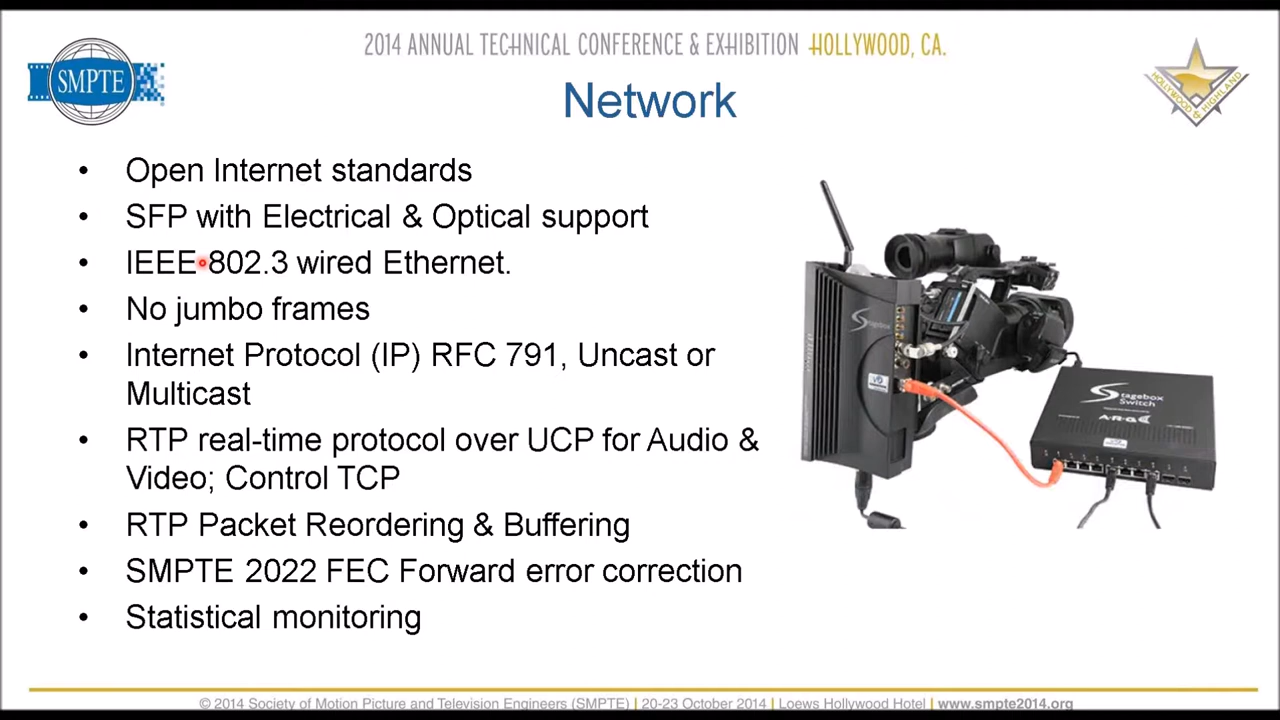 2014 ANNUAL TECHNICAL CONFERENCE & EXHIBITION HOLLYWOOD, CA.
SMPTE
HOLLYWOOD & HIGHLAND
Network
• Open Internet standards
• SFP with Electrical & Optical support
• IEEE 802.3 wired Ethernet.
• No jumbo frames
• Internet Protocol (IP) RFC 791, Uncast or
Multicast
• RTP real-time protocol over UCP for Audio &
Video; Control TCP
• RTP Packet Reordering & Buffering
• SMPTE 2022 FEC Forward error correction
• Statistical monitoring
Stagebox
Stagebox
Switch
ARG
© 2014 Society of Motion Picture and Television Engineers (SMPTE) | 20-23 October 2014 | Loews Hollywood Hotel | www.smpte2014.org